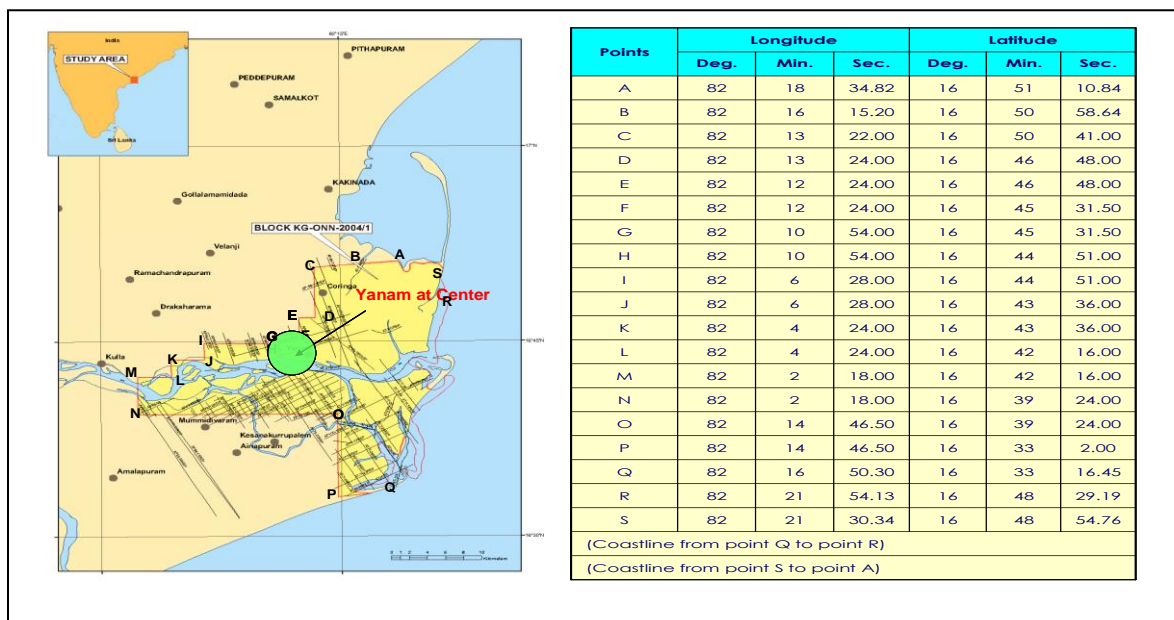 India
STUDY AREA
Sri Lanka
PITHAPURAM
PEDDEPURAM
SAMALKOT
17°N
KAKINADA
Gollalamamidada
BLOCK KG-ONN-2004/1
Velanji
B
A
C
S
Ramachandrapuram
Coringa
Yanam at Center
R
Draksharama
E
D
F
G
I
16°45'N
Kulla
K
J
M
L
N
O
Mummidivaram
Kesanakurrupalem
Ainapuram
Amalapuram
P
Q
16°30'N
Points Longitude Latitude
Deg. Min. Sec. Deg. Min. Sec.
A 82 18 34.82 16 51 10.84
B 82 16 15.20 16 50 58.64
C 82 13 22.00 16 50 41.00
D 82 13 24.00 16 46 48.00
E 82 12 24.00 16 46 48.00
F 82 12 24.00 16 45 31.50
G 82 10 54.00 16 45 31.50
H 82 10 54.00 16 44 51.00
I 82 6 28.00 16 44 51.00
J 82 6 28.00 16 43 36.00
K 82 4 24.00 16 43 36.00
L 82 4 24.00 16 42 16.00
M 82 2 18.00 16 42 16.00
N 82 2 18.00 16 39 24.00
O 82 14 46.50 16 39 24.00
P 82 14 46.50 16 33 2.00
Q 82 16 50.30 16 33 16.45
R 82 21 54.13 16 48 29.19
S 82 21 30.34 16 48 54.76
(Coastline from point Q to point R)
(Coastline from point S to point A)